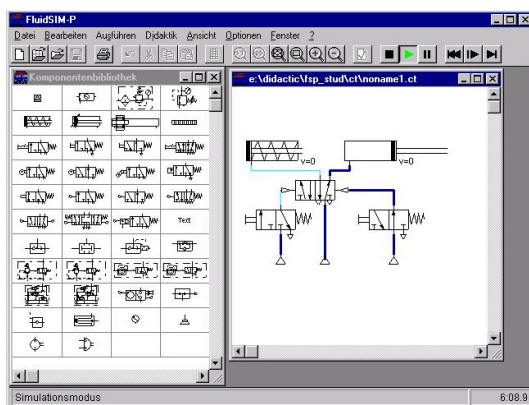 FluidSIM-P
Datei Bearbeiten Ausführen Didaktik Ansicht Optionen Fenster ?
Komponentenbibliothek
Text
e:\didactic\fsp_stud\ct\noname1.ct
v=0
v=0
Simulationsmodus
6:08.9